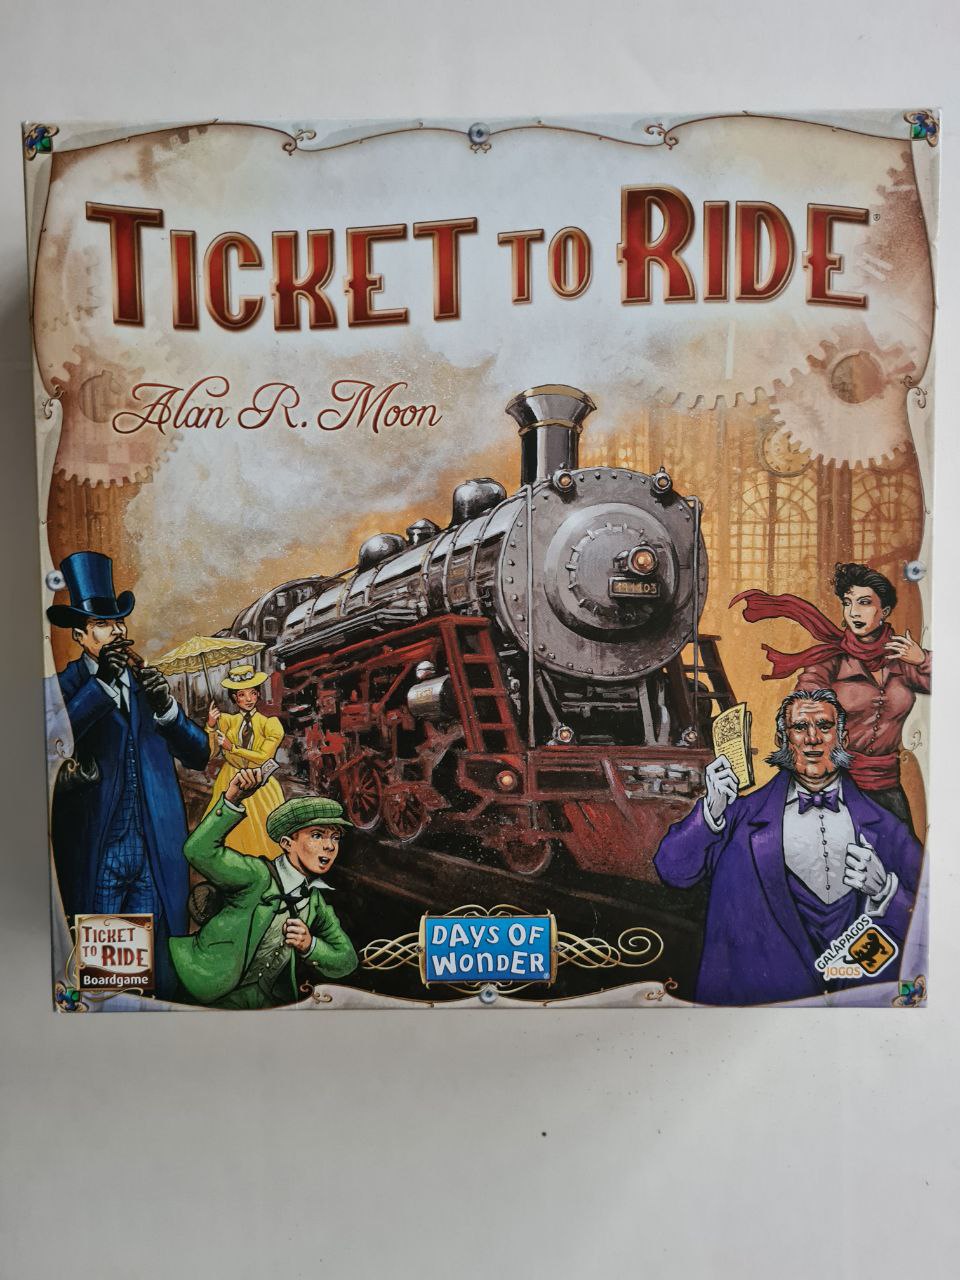 TICKET TO RIDE®
Alan R. Moon
TICKET
TO RIDE
Boardgame
DAYS OF
WONDER
GALÁPAGOS
JOGOS